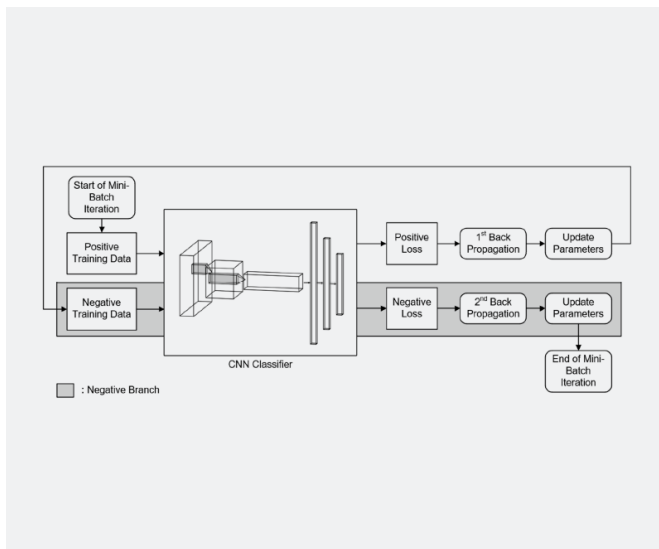 Start of Mini-
Batch
Iteration
Positive
Training Data
Positive
Loss
1st Back
Propagation
Update
Parameters
Negative
Training Data
Negative
Loss
2nd Back
Propagation
Update
Parameters
CNN Classifier
End of Mini-
Batch
Iteration
: Negative Branch